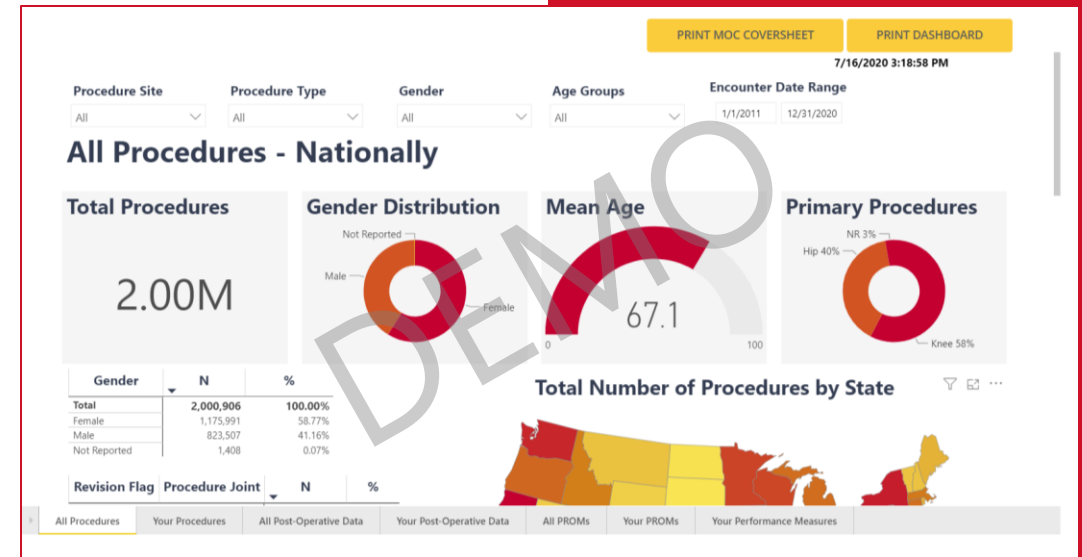 PRINT MOC COVERSHEET PRINT DASHBOARD
7/16/2020 3:18:58 PM
Procedure Site Procedure Type Gender Age Groups Encounter Date Range
All All All All 1/1/2011 12/31/2020
All Procedures - Nationally
Total Procedures Gender Distribution Mean Age Primary Procedures
Not Reported NR 3%
Hip 40%
Male
2.00M Female 67.1
0 100 Knee 58%
Gender N %
Total 2,000,906 100.00%
Female 1,175,991 58.77%
Male 823,507 41.16%
Not Reported 1,408 0.07%
Total Number of Procedures by State
Revision Flag Procedure Joint N %
All Procedures Your Procedures All Post-Operative Data Your Post-Operative Data All PROMs Your PROMs Your Performance Measures
DEMO